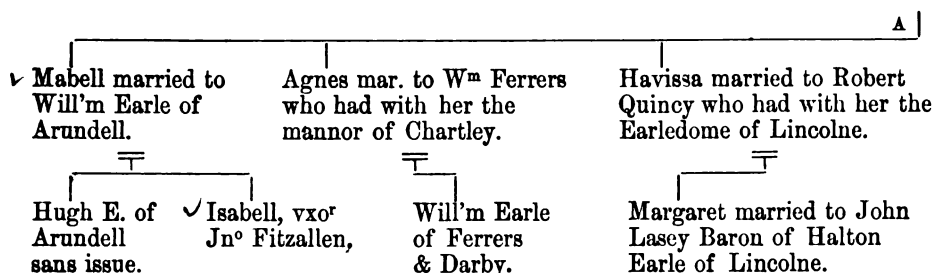 A
Mabell married to
Will'm Earle of
Arundell.
Agnes mar. to Wᵐ Ferrers
who had with her the
mannor of Chartley.
Havissa married to Robert
Quincy who had with her the
Earledome of Lincolne.
Hugh E. of
Arundell
sans issue.
Isabell, vxoʳ
Jnᵒ Fitzallen,
Will'm Earle
of Ferrers
& Darby.
Margaret married to John
Lasey Baron of Halton
Earle of Lincolne.